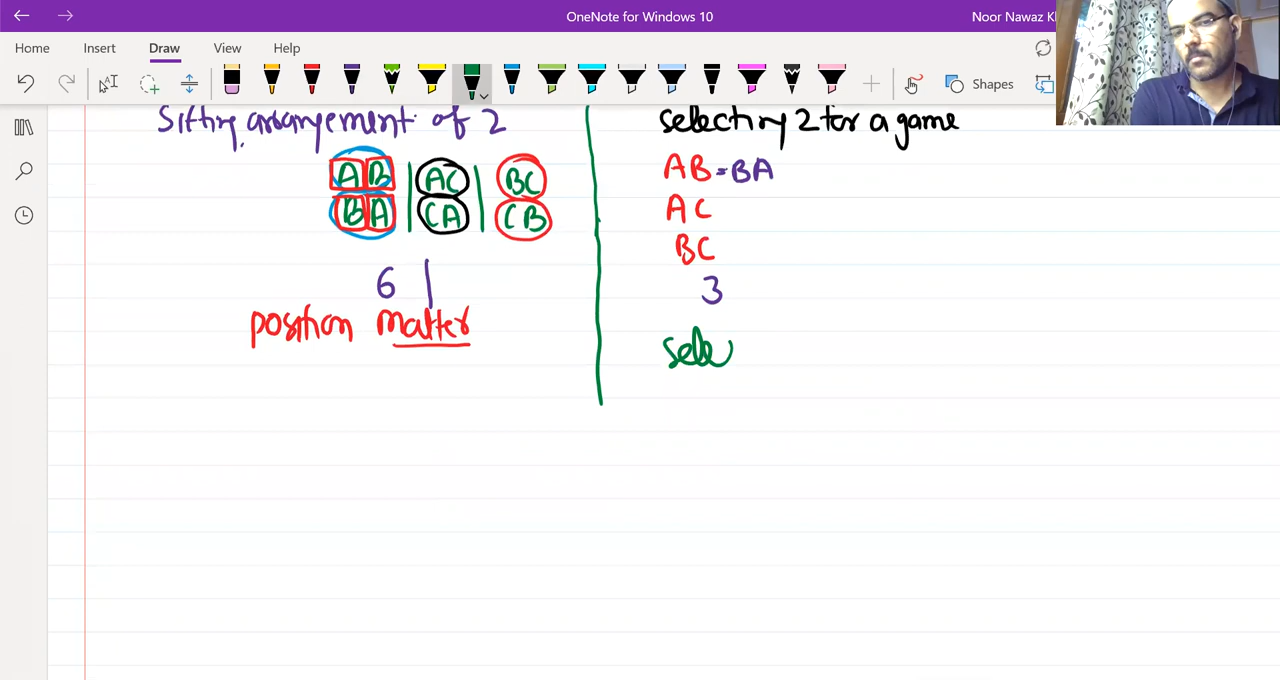 OneNote for Windows 10
Noor Nawaz Kh
Home Insert Draw View Help
Shapes
Sitting arrangement of 2
AB | AC | BC
BA | CA | CB
6 |
position matter
selecting 2 for a game
AB = BA
AC
BC
3
sele